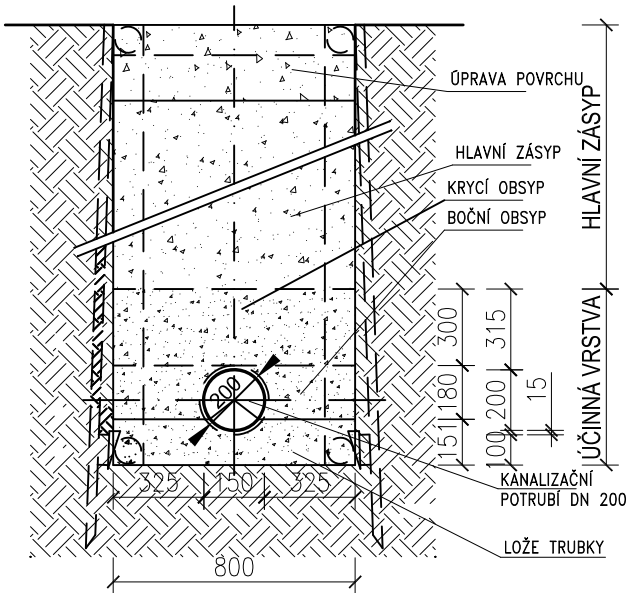 ÚPRAVA POVRCHU
HLAVNÍ ZÁSYP
KRYCÍ OBSYP
BOČNÍ OBSYP
HLAVNÍ ZÁSYP
ÚČINNÁ VRSTVA
300
315
180
200
15
151
100
200
325
150
325
KANALIZAČNÍ
POTRUBÍ DN 200
LOŽE TRUBKY
800